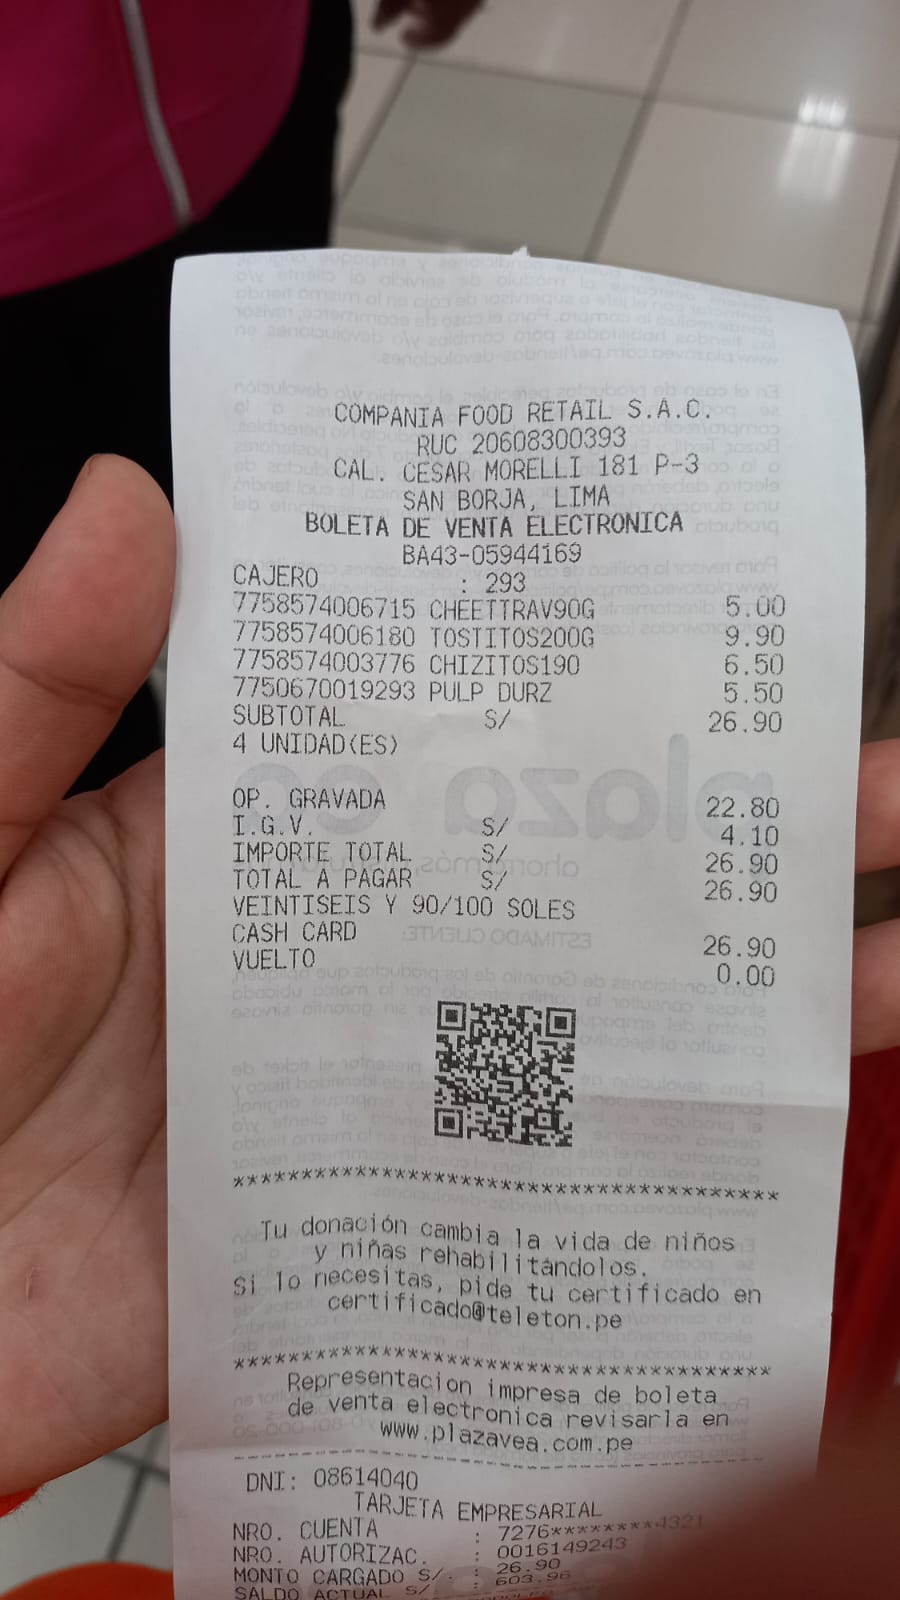 COMPANIA FOOD RETAIL S.A.C.
RUC 20608300393
CAL. CESAR MORELLI 181 P-3
SAN BORJA, LIMA
BOLETA DE VENTA ELECTRONICA
BA43-05944169
CAJERO : 293
7758574006715 CHEETTRAV90G 5.00
7758574006180 TOSTITOS200G 9.90
7758574003776 CHIZITOS190 6.50
7750670019293 PULP DURZ 5.50
SUBTOTAL S/ 26.90
4 UNIDAD(ES)
OP. GRAVADA 22.80
I.G.V. S/ 4.10
IMPORTE TOTAL S/ 26.90
TOTAL A PAGAR S/ 26.90
VEINTISEIS Y 90/100 SOLES
CASH CARD 26.90
VUELTO 0.00
****************************************
Tu donación cambia la vida de niños
y niñas rehabilitándolos.
Si lo necesitas, pide tu certificado en
certificado@teleton.pe
****************************************
Representacion impresa de boleta
de venta electronica revisarla en
www.plazavea.com.pe
DNI: 08614040
TARJETA EMPRESARIAL
NRO. CUENTA : 7276********4321
NRO. AUTORIZAC. : 0016149243
MONTO CARGADO S/. : 26.90
SALDO ACTUAL S/. : 603.96